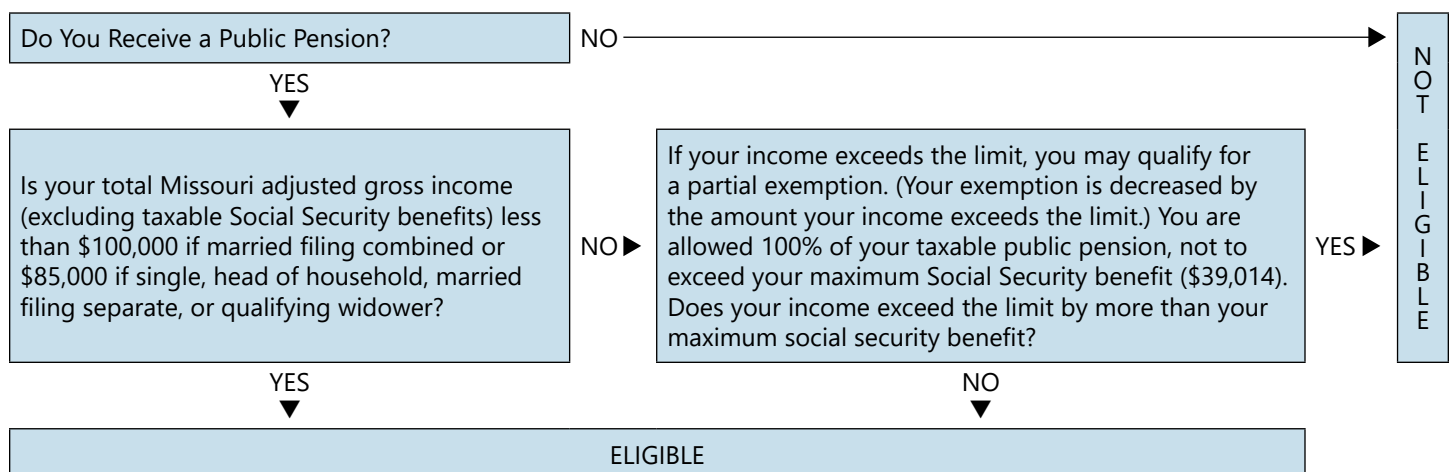 Do You Receive a Public Pension?
NO
NOT ELIGIBLE
YES
Is your total Missouri adjusted gross income
(excluding taxable Social Security benefits) less
than $100,000 if married filing combined or
$85,000 if single, head of household, married
filing separate, or qualifying widower?
NO
If your income exceeds the limit, you may qualify for
a partial exemption. (Your exemption is decreased by
the amount your income exceeds the limit.) You are
allowed 100% of your taxable public pension, not to
exceed your maximum Social Security benefit ($39,014).
Does your income exceed the limit by more than your
maximum social security benefit?
YES
YES
NO
ELIGIBLE